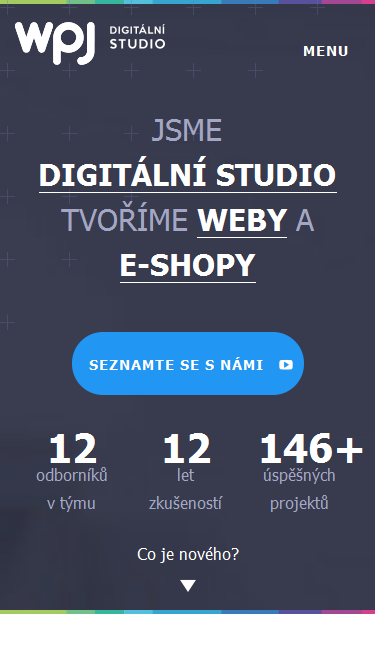 wpj DIGITÁLNÍ
STUDIO
MENU
JSME
DIGITÁLNÍ STUDIO
TVOŘÍME WEBY A
E-SHOPY
SEZNAMTE SE S NÁMI
12 12 146+
odborníků let úspěšných
v týmu zkušeností projektů
Co je nového?